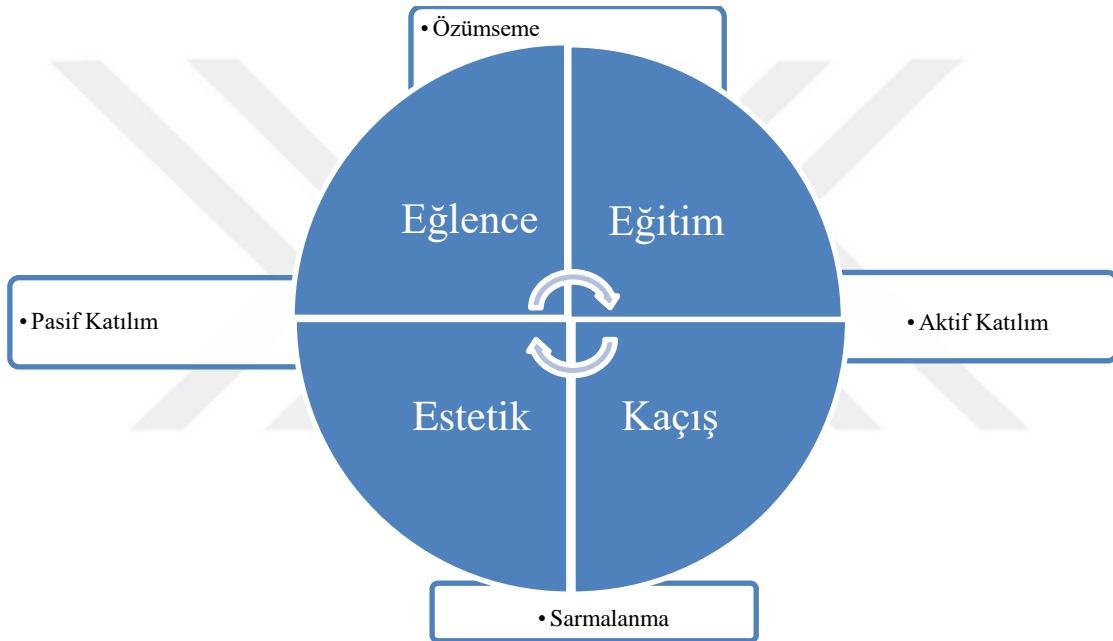 • Özümseme
Eğlence
Eğitim
• Pasif Katılım
• Aktif Katılım
Estetik
Kaçış
• Sarmalanma